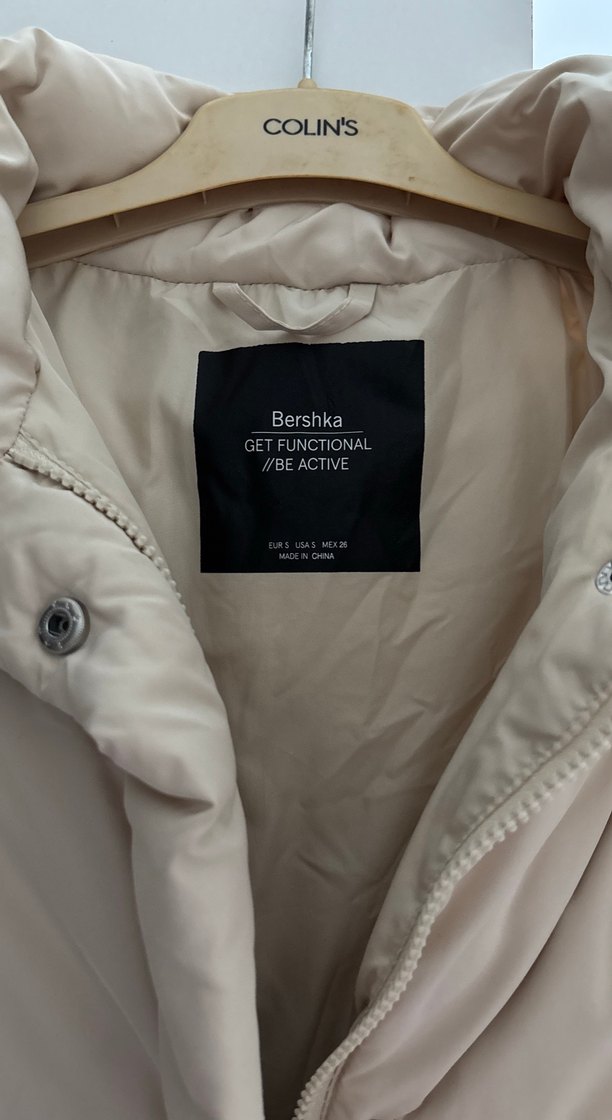 COLIN'S
Bershka
GET FUNCTIONAL
//BE ACTIVE
EUR S USA S MEX 26
MADE IN CHINA